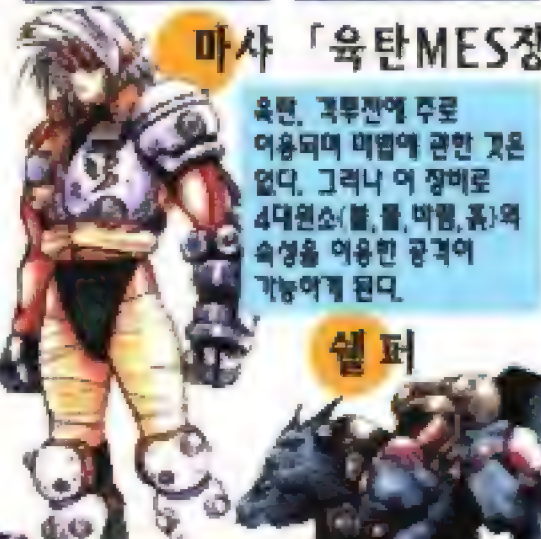 마샤 「육탄MES장
육탄, 격투전에 주로
이용되며 마법에 관한 것은
없다. 그러나 이 장비로
4대원소(불,물,바람,흙)의
속성을 이용한 공격이
가능하게 된다.
쉘퍼